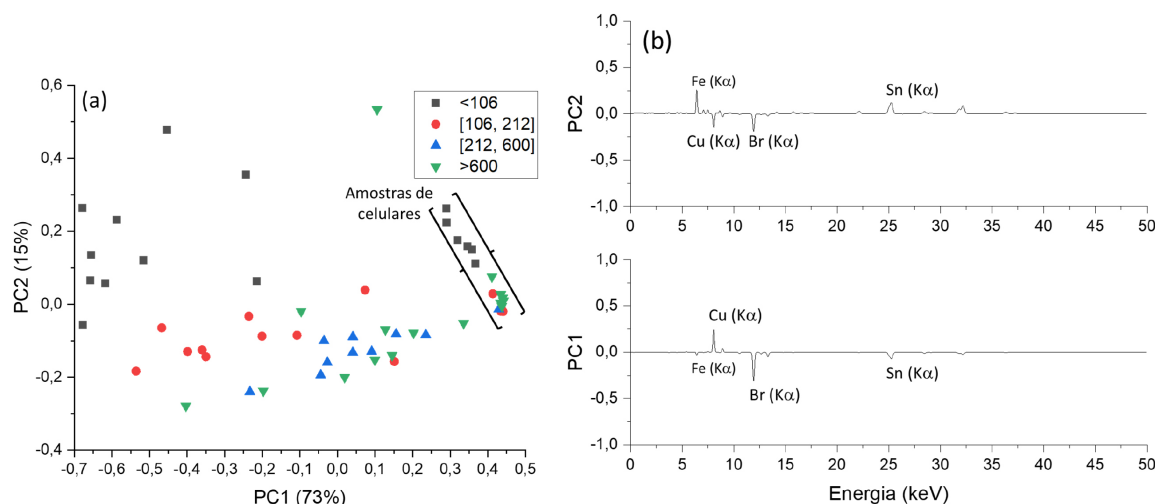 (a)
<106
[106, 212]
[212, 600]
>600
Amostras de
celulares
PC2 (15%)
0,6
0,4
0,2
0,0
-0,2
-0,4
-0,7 -0,6 -0,5 -0,4 -0,3 -0,2 -0,1 0,0 0,1 0,2 0,3 0,4 0,5
PC1 (73%)
(b)
PC2
1,0
0,5
0,0
-0,5
-1,0
Fe (Kα)
Sn (Kα)
Cu (Kα)
Br (Kα)
0 5 10 15 20 25 30 35 40 45 50
PC1
1,0
0,5
0,0
-0,5
-1,0
Cu (Kα)
Fe (Kα)
Sn (Kα)
Br (Kα)
0 5 10 15 20 25 30 35 40 45 50
Energia (keV)